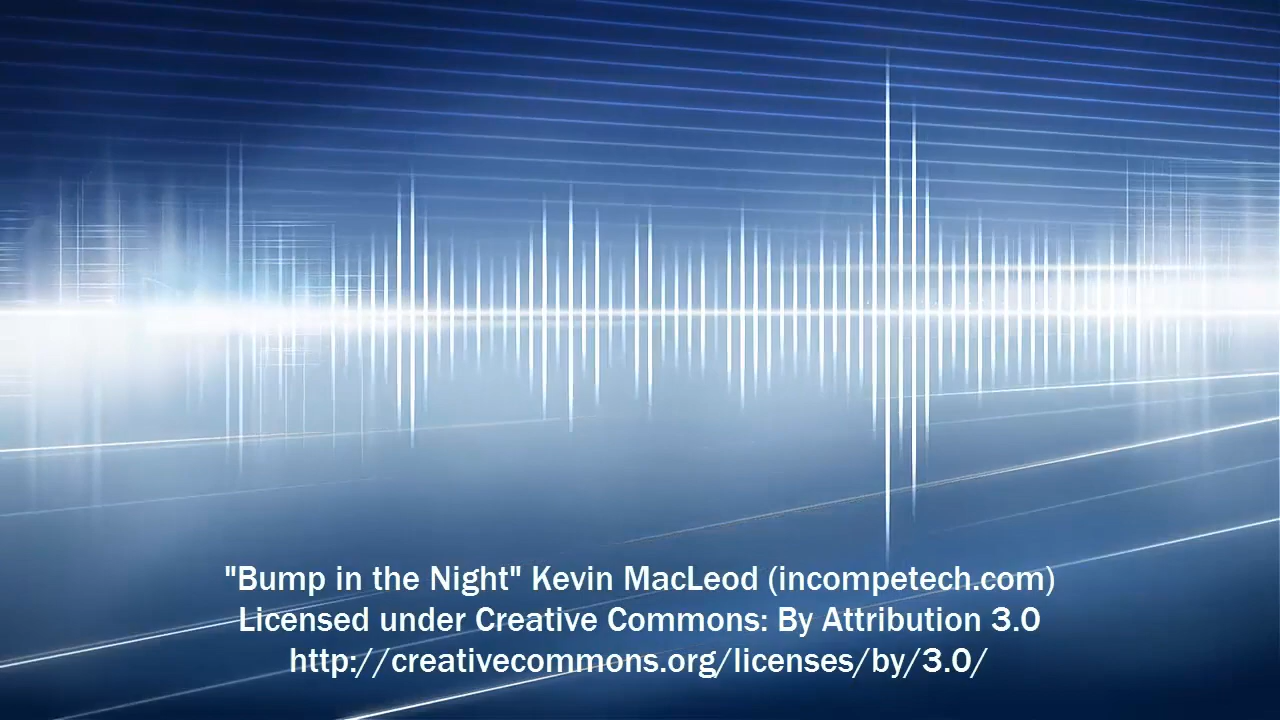 "Bump in the Night" Kevin MacLeod (incompetech.com)
Licensed under Creative Commons: By Attribution 3.0
http://creativecommons.org/licenses/by/3.0/